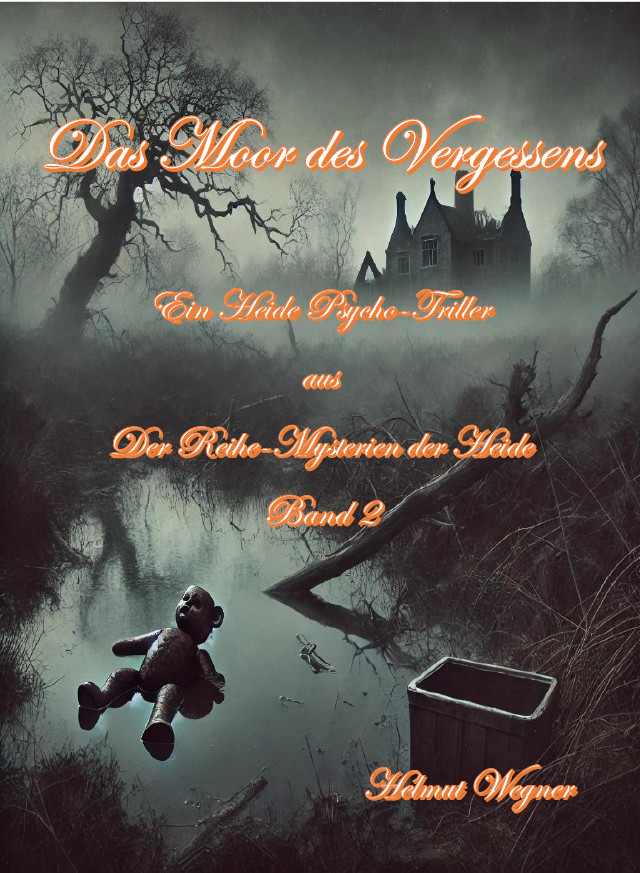 Das Moor des Vergessens
Ein Heide Psycho-Triller
aus
Der Reihe-Mysterien der Heide
Band 2
Helmut Wegner